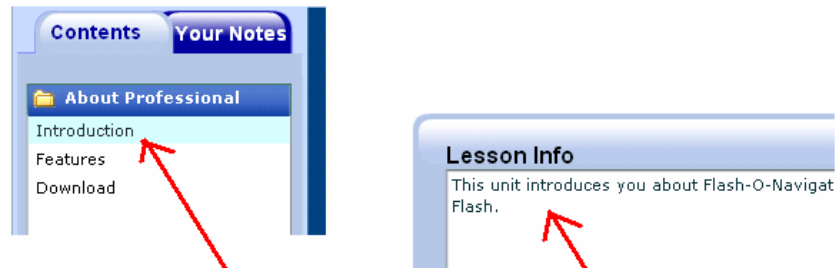 Contents
Your Notes
About Professional
Introduction
Features
Download
Lesson Info
This unit introduces you about Flash-O-Navigat
Flash.